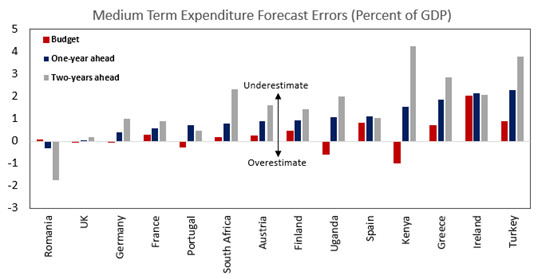 Medium Term Expenditure Forecast Errors (Percent of GDP)
5
4
3
2
1
0
-1
-2
-3
Budget
One-year ahead
Two-years ahead
Underestimate
Overestimate
Romania
UK
Germany
France
Portugal
South Africa
Austria
Finland
Uganda
Spain
Kenya
Greece
Ireland
Turkey